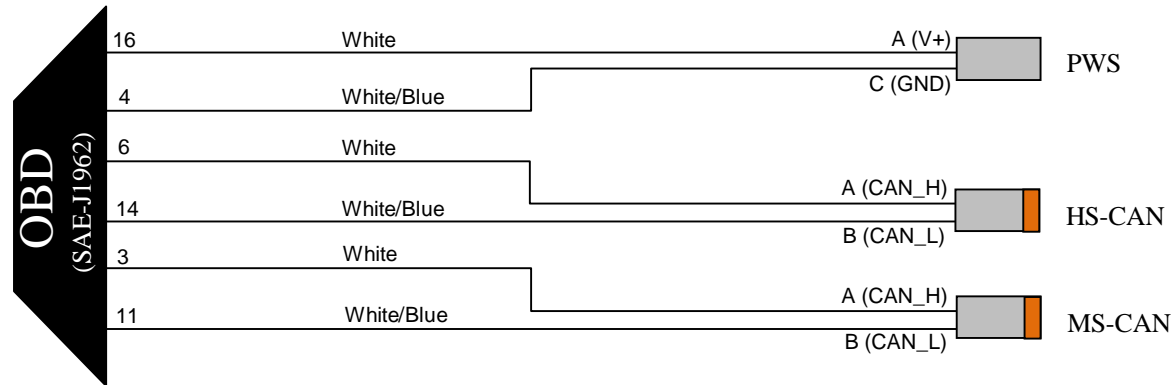 OBD
(SAE-J1962)
16 White A (V+)
PWS
4 White/Blue C (GND)
6 White A (CAN_H)
HS-CAN
14 White/Blue B (CAN_L)
3 White A (CAN_H)
MS-CAN
11 White/Blue B (CAN_L)